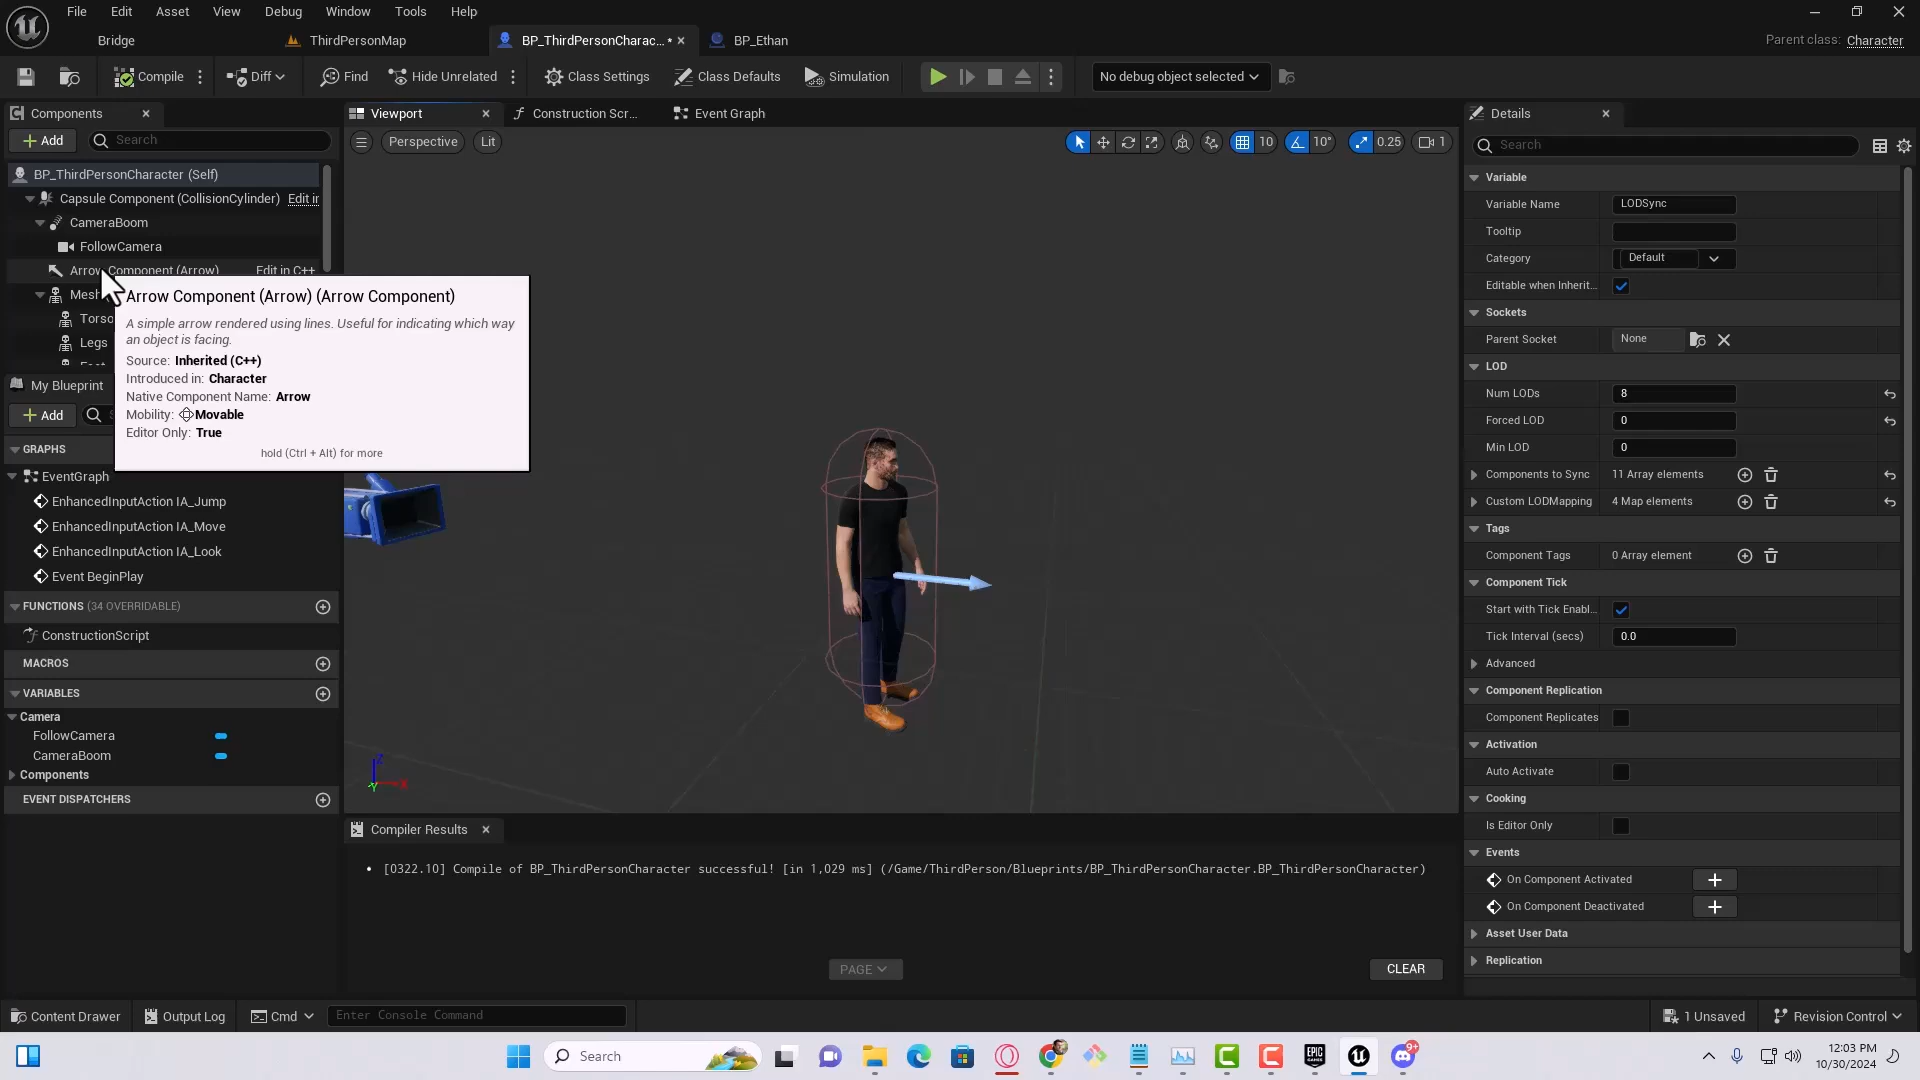 File Edit Asset View Debug Window Tools Help
Bridge ThirdPersonMap BP_ThirdPersonCharac... * BP_Ethan Parent class: Character
Compile Diff Find Hide Unrelated Class Settings Class Defaults Simulation No debug object selected
Components Viewport Construction Scr... Event Graph Details
Add Search Perspective Lit 10 10° 0.25 1 Search
BP_ThirdPersonCharacter (Self)
Capsule Component (CollisionCylinder) Edit in
CameraBoom
FollowCamera
Arrow Component (Arrow) Edit in C++
Mesh
Torso
Legs
Arrow Component (Arrow) (Arrow Component)
A simple arrow rendered using lines. Useful for indicating which way
an object is facing.
Source: Inherited (C++)
Introduced in: Character
Native Component Name: Arrow
Mobility: Movable
Editor Only: True
hold (Ctrl + Alt) for more
My Blueprint
Add
GRAPHS
EventGraph
EnhancedInputAction IA_Jump
EnhancedInputAction IA_Move
EnhancedInputAction IA_Look
Event BeginPlay
FUNCTIONS (34 OVERRIDABLE)
ConstructionScript
MACROS
VARIABLES
Camera
FollowCamera
CameraBoom
Components
EVENT DISPATCHERS
Z
X
Y
Compiler Results
• [0322.10] Compile of BP_ThirdPersonCharacter successful! [in 1,029 ms] (/Game/ThirdPerson/Blueprints/BP_ThirdPersonCharacter.BP_ThirdPersonCharacter)
PAGE CLEAR
Variable
Variable Name LODSync
Tooltip
Category Default
Editable when Inherit...
Sockets
Parent Socket None
LOD
Num LODs 8
Forced LOD 0
Min LOD 0
Components to Sync 11 Array elements
Custom LODMapping 4 Map elements
Tags
Component Tags 0 Array element
Component Tick
Start with Tick Enabl...
Tick Interval (secs) 0.0
Advanced
Component Replication
Component Replicates
Activation
Auto Activate
Cooking
Is Editor Only
Events
On Component Activated
On Component Deactivated
Asset User Data
Replication
Content Drawer Output Log Cmd Enter Console Command 1 Unsaved Revision Control
Search EPIC GAMES 9+ 12:03 PM
10/30/2024